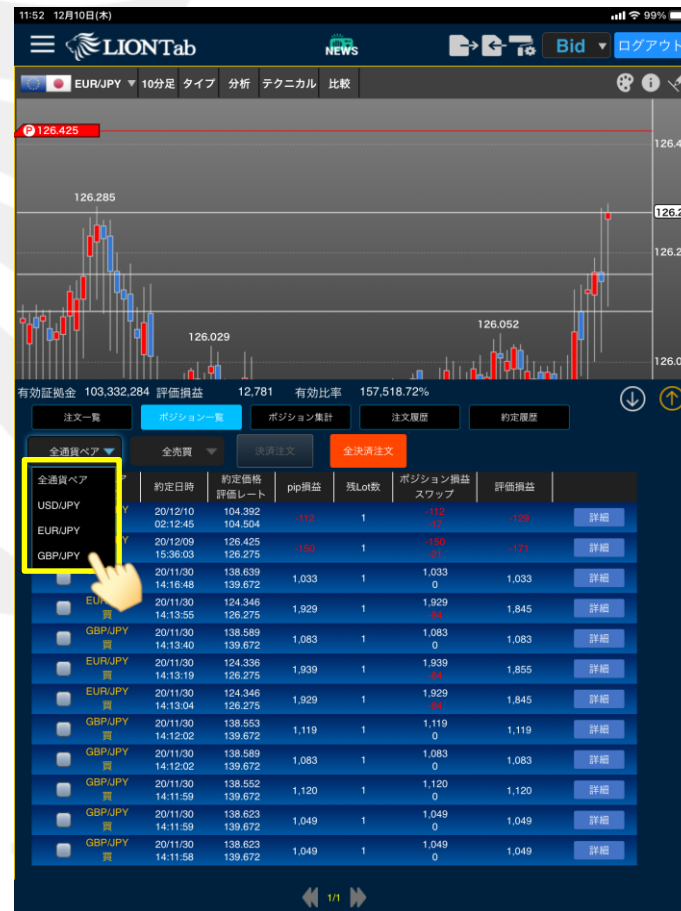 11:52 12月10日(木) 99%
LIONTab NEWS Bid ▼ ログアウト
EUR/JPY ▼ 10分足 タイプ 分析 テクニカル 比較
P 126.425
126.4
126.285
126.2
126.2
126.029
126.052
126.0
有効証拠金 103,332,284 評価損益 12,781 有効比率 157,518.72%
注文一覧 ポジション一覧 ポジション集計 注文履歴 約定履歴
全通貨ペア ▼ 全売買 ▼ 決済注文 全決済注文
全通貨ペア
USD/JPY
EUR/JPY
GBP/JPY
約定日時 約定価格 評価レート pip損益 残Lot数 ポジション損益 スワップ 評価損益
20/12/10 104.392 -112 1 -112 -129 詳細
02:12:45 104.504 -17
20/12/09 126.425 -150 1 -150 -171 詳細
15:36:03 126.275 -21
20/11/30 138.639 1,033 1 1,033 1,033 詳細
14:16:48 139.672 0
20/11/30 124.346 1,929 1 1,929 1,845 詳細
買 14:13:55 126.275 -84
GBP/JPY 20/11/30 138.589 1,083 1 1,083 1,083 詳細
買 14:13:40 139.672 0
EUR/JPY 20/11/30 124.336 1,939 1 1,939 1,855 詳細
買 14:13:19 126.275 -84
EUR/JPY 20/11/30 124.346 1,929 1 1,929 1,845 詳細
買 14:13:04 126.275 -84
GBP/JPY 20/11/30 138.553 1,119 1 1,119 1,119 詳細
買 14:12:02 139.672 0
GBP/JPY 20/11/30 138.589 1,083 1 1,083 1,083 詳細
買 14:12:02 139.672 0
GBP/JPY 20/11/30 138.552 1,120 1 1,120 1,120 詳細
買 14:11:59 139.672 0
GBP/JPY 20/11/30 138.623 1,049 1 1,049 1,049 詳細
買 14:11:59 139.672 0
GBP/JPY 20/11/30 138.623 1,049 1 1,049 1,049 詳細
買 14:11:58 139.672 0
1/1